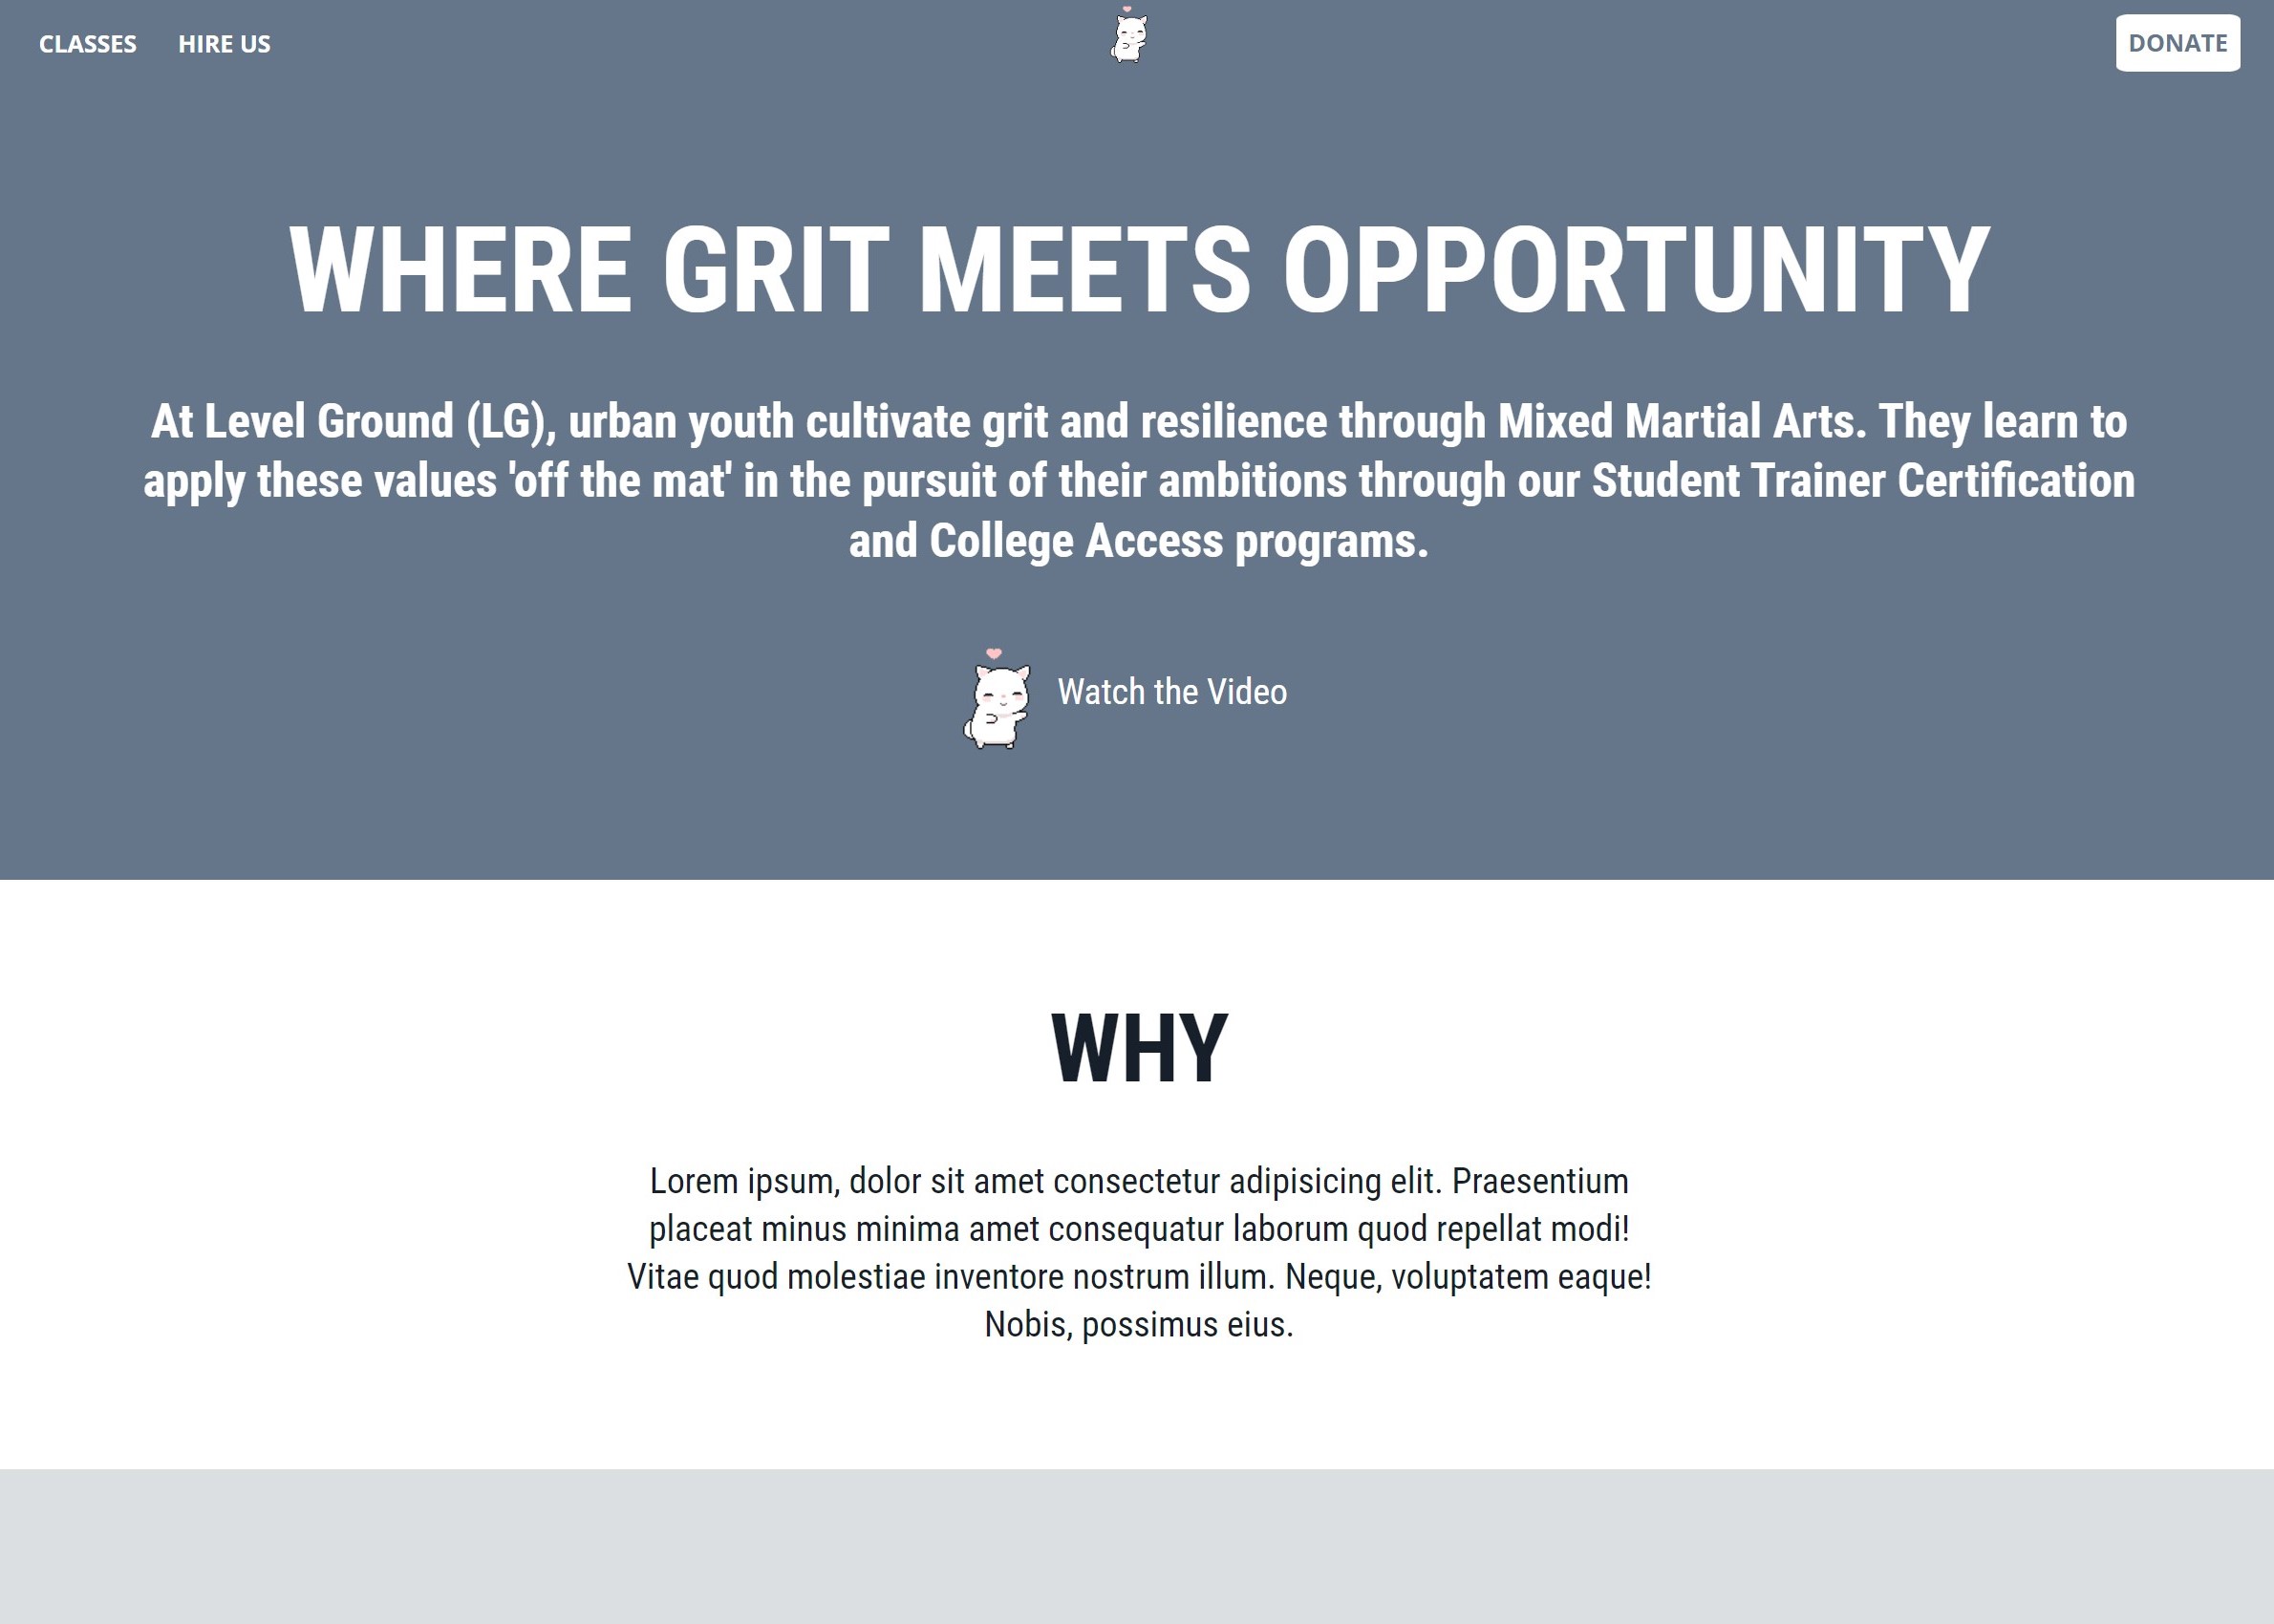 CLASSES HIRE US DONATE
WHERE GRIT MEETS OPPORTUNITY
At Level Ground (LG), urban youth cultivate grit and resilience through Mixed Martial Arts. They learn to
apply these values 'off the mat' in the pursuit of their ambitions through our Student Trainer Certification
and College Access programs.
Watch the Video
WHY
Lorem ipsum, dolor sit amet consectetur adipisicing elit. Praesentium
placeat minus minima amet consequatur laborum quod repellat modi!
Vitae quod molestiae inventore nostrum illum. Neque, voluptatem eaque!
Nobis, possimus eius.